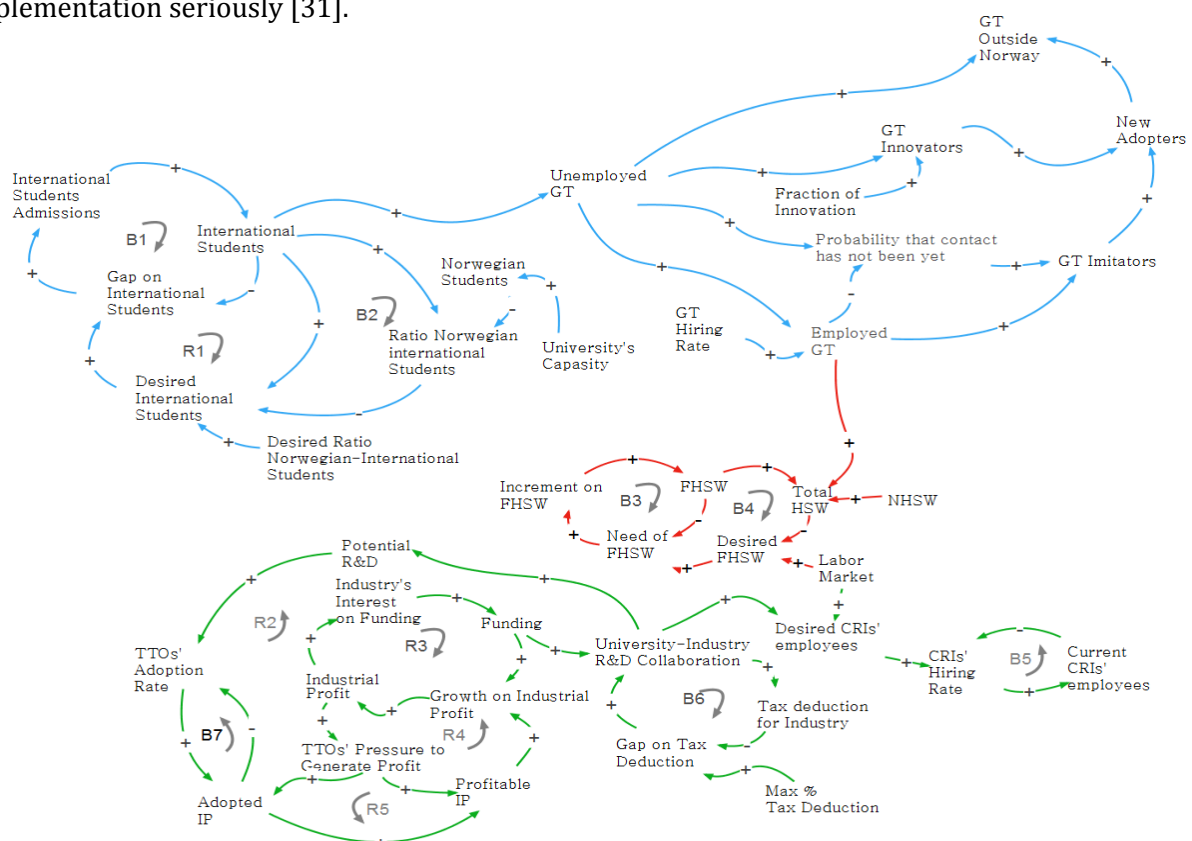 plementation seriously [31].
GT
Outside
Norway
+
+
New
Adopters
GT
Innovators
+
+
Unemployed
GT
+
Fraction of
Innovation
+
+
International
Students
Admissions
+
B1
International
Students
+
+
Probability that contact
has not been yet
+
GT Imitators
+
+
Gap on
International
Students
-
B2
Norwegian
Students
+
-
-
R1
+
+
Ratio Norwegian
international
Students
University's
Capasity
GT
Hiring
Rate
+
Employed
GT
+
Desired
International
Students
-
+
Desired Ratio
Norwegian-International
Students
+
+
+
Increment on
FHSW
B3
FHSW
B4
Total
HSW
+
NHSW
+
Need of
FHSW
-
Desired
FHSW
-
+
+
Labor
Market
+
Potential
R&D
+
+
Industry's
Interest
on Funding
+
R2
+
R3
Funding
+
+
+
University-Industry
R&D Collaboration
Desired CRIs'
employees
+
-
CRIs'
Hiring
Rate
B5
+
Current
CRIs'
employees
TTOs'
Adoption
Rate
Industrial
Profit
+
Growth on Industrial
Profit
+
R4
+
B6
+
Tax deduction
for Industry
-
+
B7
-
+
TTOs' Pressure to
Generate Profit
+
+
+
Gap on Tax
Deduction
+
Max %
Tax Deduction
Adopted
IP
R5
Profitable
IP
+